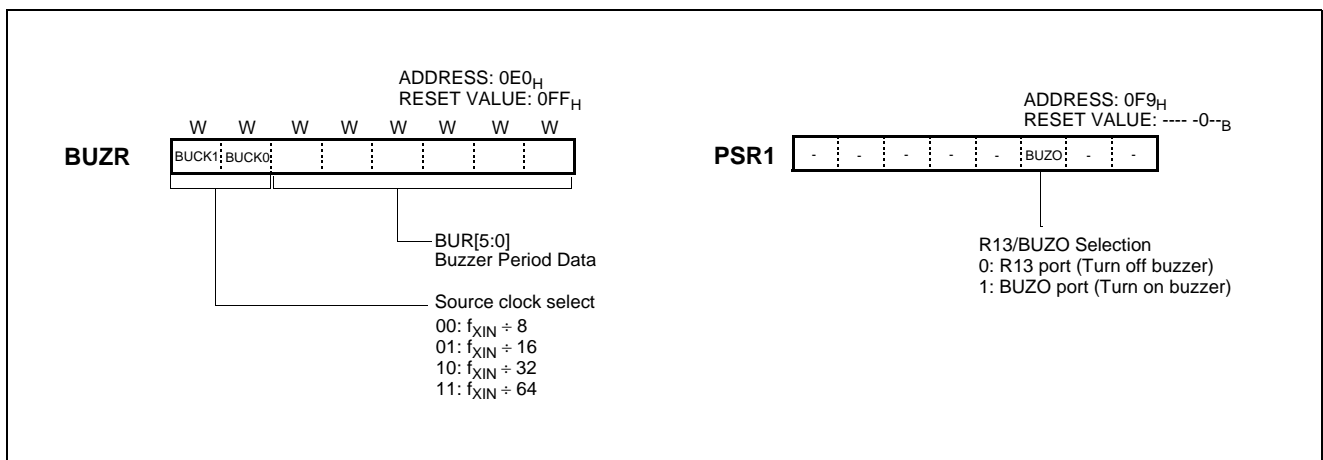 ADDRESS: 0E0H
RESET VALUE: 0FFH
W W W W W W W W
BUZR
BUCK1 BUCK0
BUR[5:0]
Buzzer Period Data
Source clock select
00: fXIN ÷ 8
01: fXIN ÷ 16
10: fXIN ÷ 32
11: fXIN ÷ 64
ADDRESS: 0F9H
RESET VALUE: ---- -0--B
PSR1
- - - - - BUZO - -
R13/BUZO Selection
0: R13 port (Turn off buzzer)
1: BUZO port (Turn on buzzer)